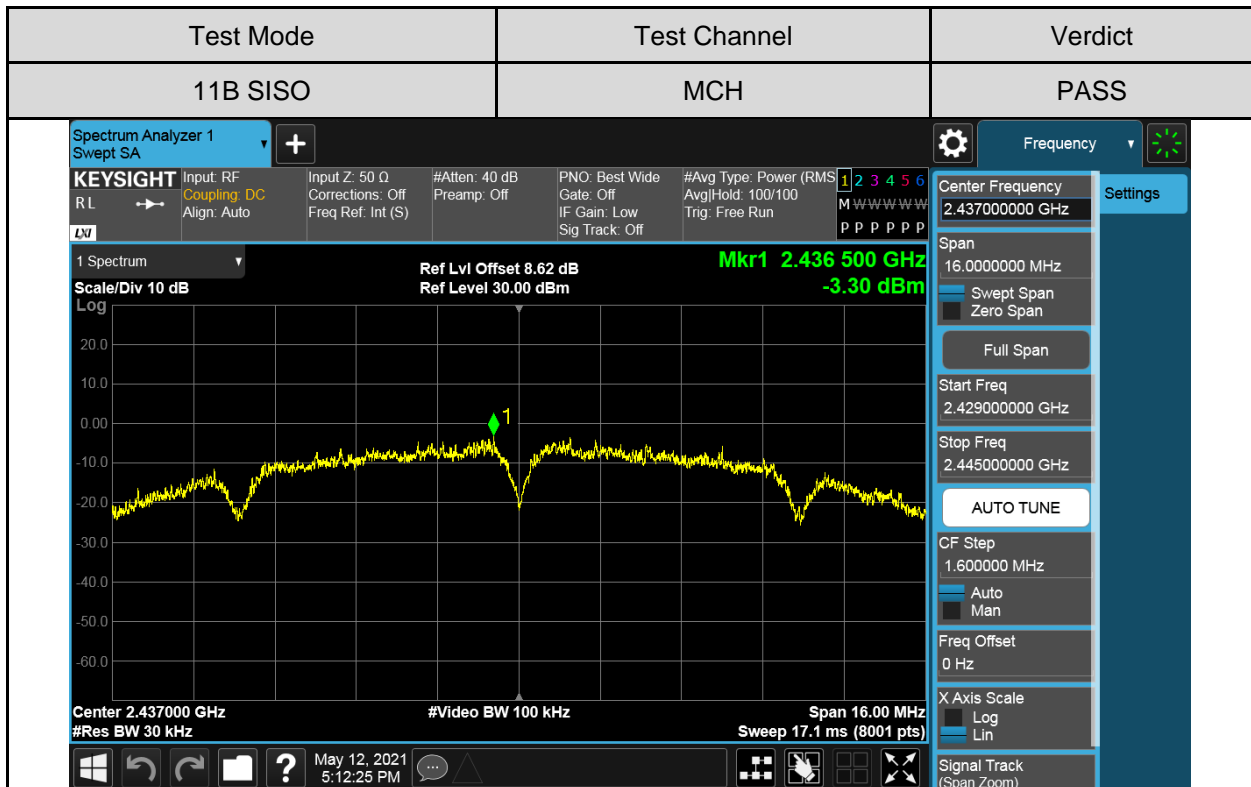 Test Mode Test Channel Verdict
11B SISO MCH PASS
Spectrum Analyzer 1
Swept SA
+
Frequency
KEYSIGHT Input: RF Input Z: 50 Ω #Atten: 40 dB PNO: Best Wide #Avg Type: Power (RMS 1 2 3 4 5 6
RL Coupling: DC Corrections: Off Preamp: Off Gate: Off Avg|Hold: 100/100 M W W W W W
Align: Auto Freq Ref: Int (S) IF Gain: Low Trig: Free Run
LXI Sig Track: Off P P P P P P
1 Spectrum Ref Lvl Offset 8.62 dB Mkr1 2.436 500 GHz
Scale/Div 10 dB Ref Level 30.00 dBm -3.30 dBm
Log
20.0
10.0
0.00
1
-10.0
-20.0
-30.0
-40.0
-50.0
-60.0
Center 2.437000 GHz #Video BW 100 kHz Span 16.00 MHz
#Res BW 30 kHz Sweep 17.1 ms (8001 pts)
? May 12, 2021
5:12:25 PM
Center Frequency
2.437000000 GHz
Settings
Span
16.0000000 MHz
Swept Span
Zero Span
Full Span
Start Freq
2.429000000 GHz
Stop Freq
2.445000000 GHz
AUTO TUNE
CF Step
1.600000 MHz
Auto
Man
Freq Offset
0 Hz
X Axis Scale
Log
Lin
Signal Track
(Span Zoom)